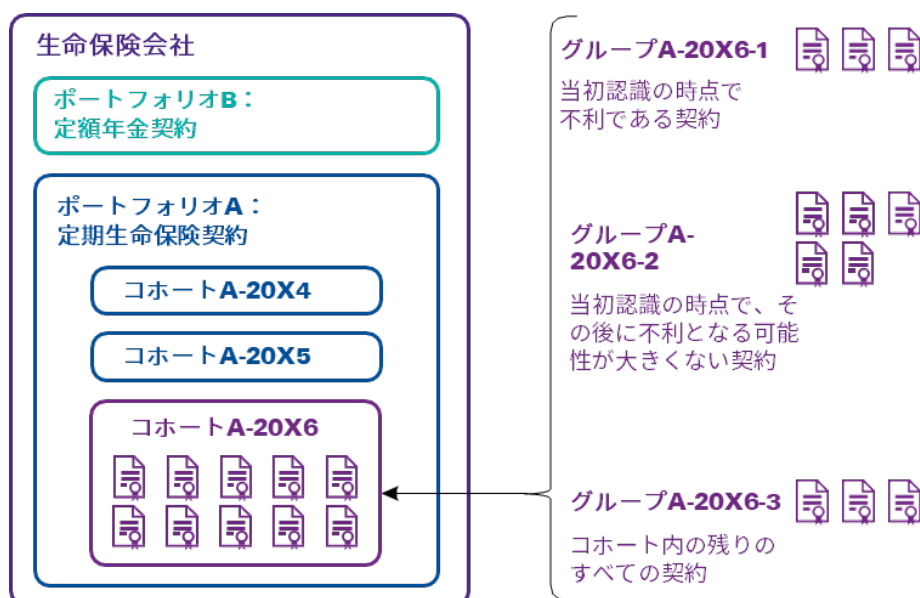 生命保険会社
ポートフォリオB：
定額年金契約
ポートフォリオA：
定期生命保険契約
コホートA-20X4
コホートA-20X5
コホートA-20X6
グループA-20X6-1
当初認識の時点で
不利である契約
グループA-
20X6-2
当初認識の時点で、そ
の後に不利となる可能
性が大きくない契約
グループA-20X6-3
コホート内の残りの
すべての契約